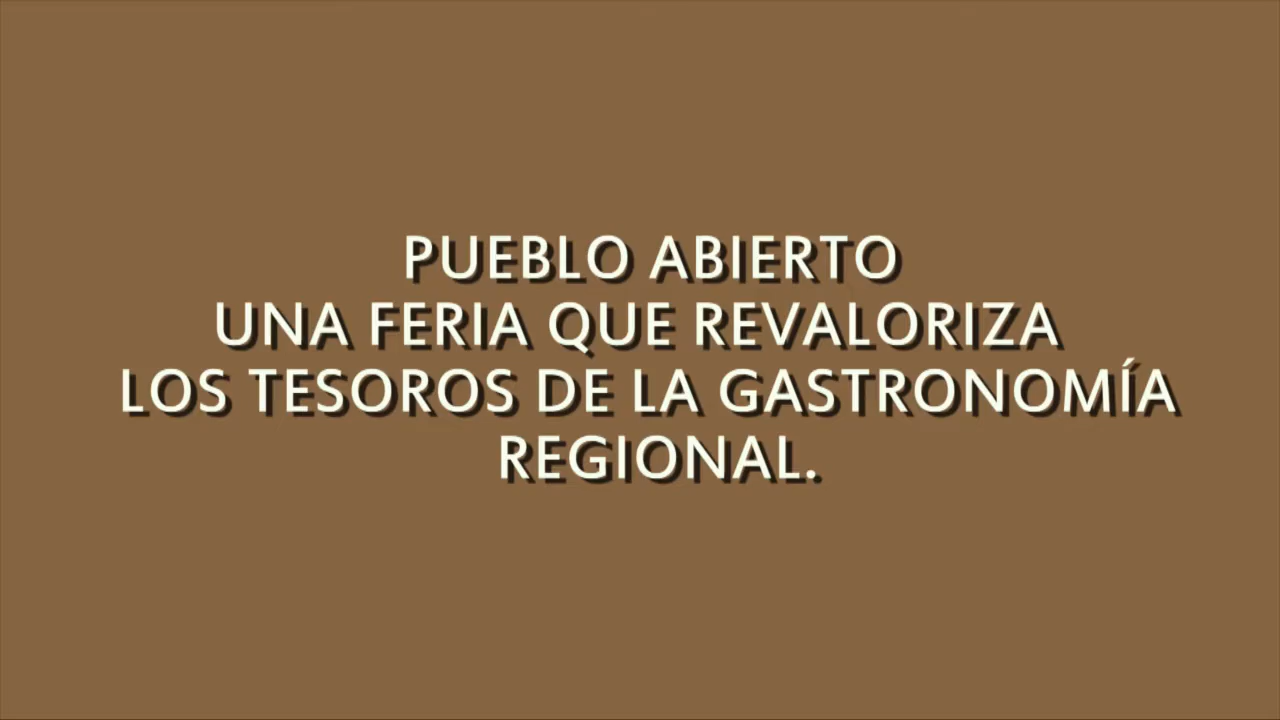 PUEBLO ABIERTO
UNA FERIA QUE REVALORIZA
LOS TESOROS DE LA GASTRONOMÍA
REGIONAL.